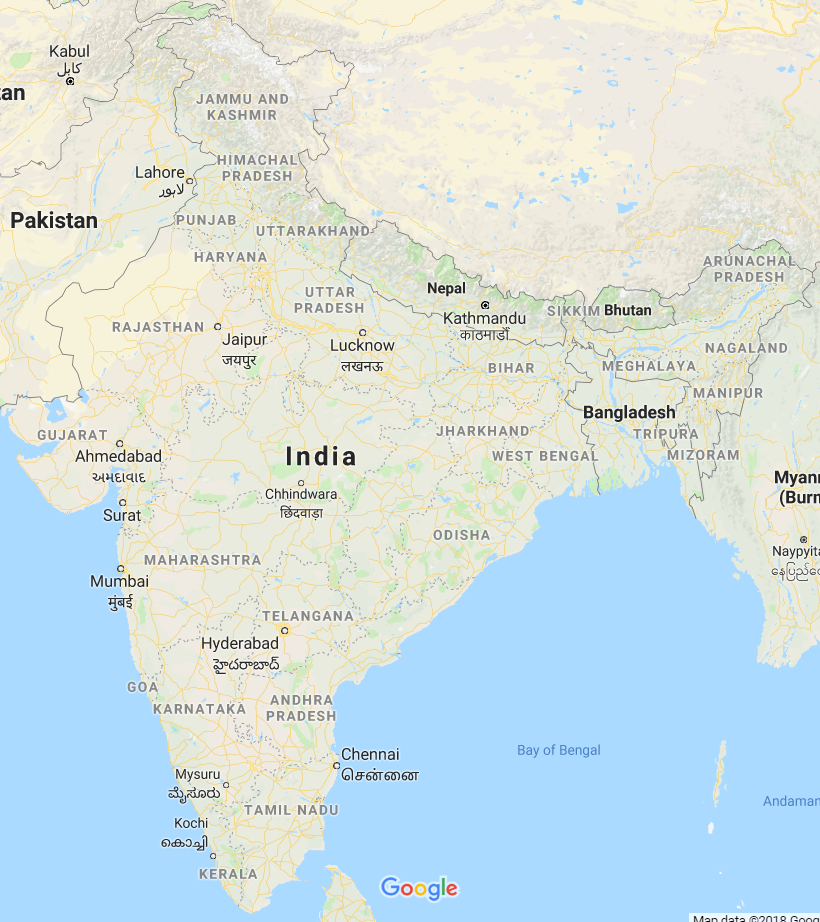 Kabul
كابل
tan
JAMMU AND
KASHMIR
HIMACHAL
PRADESH
Lahore
لاہور
Pakistan
PUNJAB
UTTARAKHAND
HARYANA
ARUNACHAL
PRADESH
Nepal
UTTAR
PRADESH
Kathmandu
काठमाडौं
SIKKIM
Bhutan
RAJASTHAN
Jaipur
जयपुर
Lucknow
लखनऊ
NAGALAND
BIHAR
MEGHALAYA
MANIPUR
Bangladesh
GUJARAT
JHARKHAND
TRIPURA
Ahmedabad
અમદાવાદ
India
WEST BENGAL
MIZORAM
Chhindwara
छिंदवाड़ा
Myanm
(Burn
Surat
ODISHA
Naypyita
နေပြည်တေ
MAHARASHTRA
Mumbai
मुंबई
TELANGANA
Hyderabad
హైదరాబాద్
GOA
KARNATAKA
ANDHRA
PRADESH
Chennai
சென்னை
Bay of Bengal
Mysuru
ಮೈಸೂರು
Andaman
TAMIL NADU
Kochi
കൊച്ചി
KERALA
Google
Map data ©2018 Goog